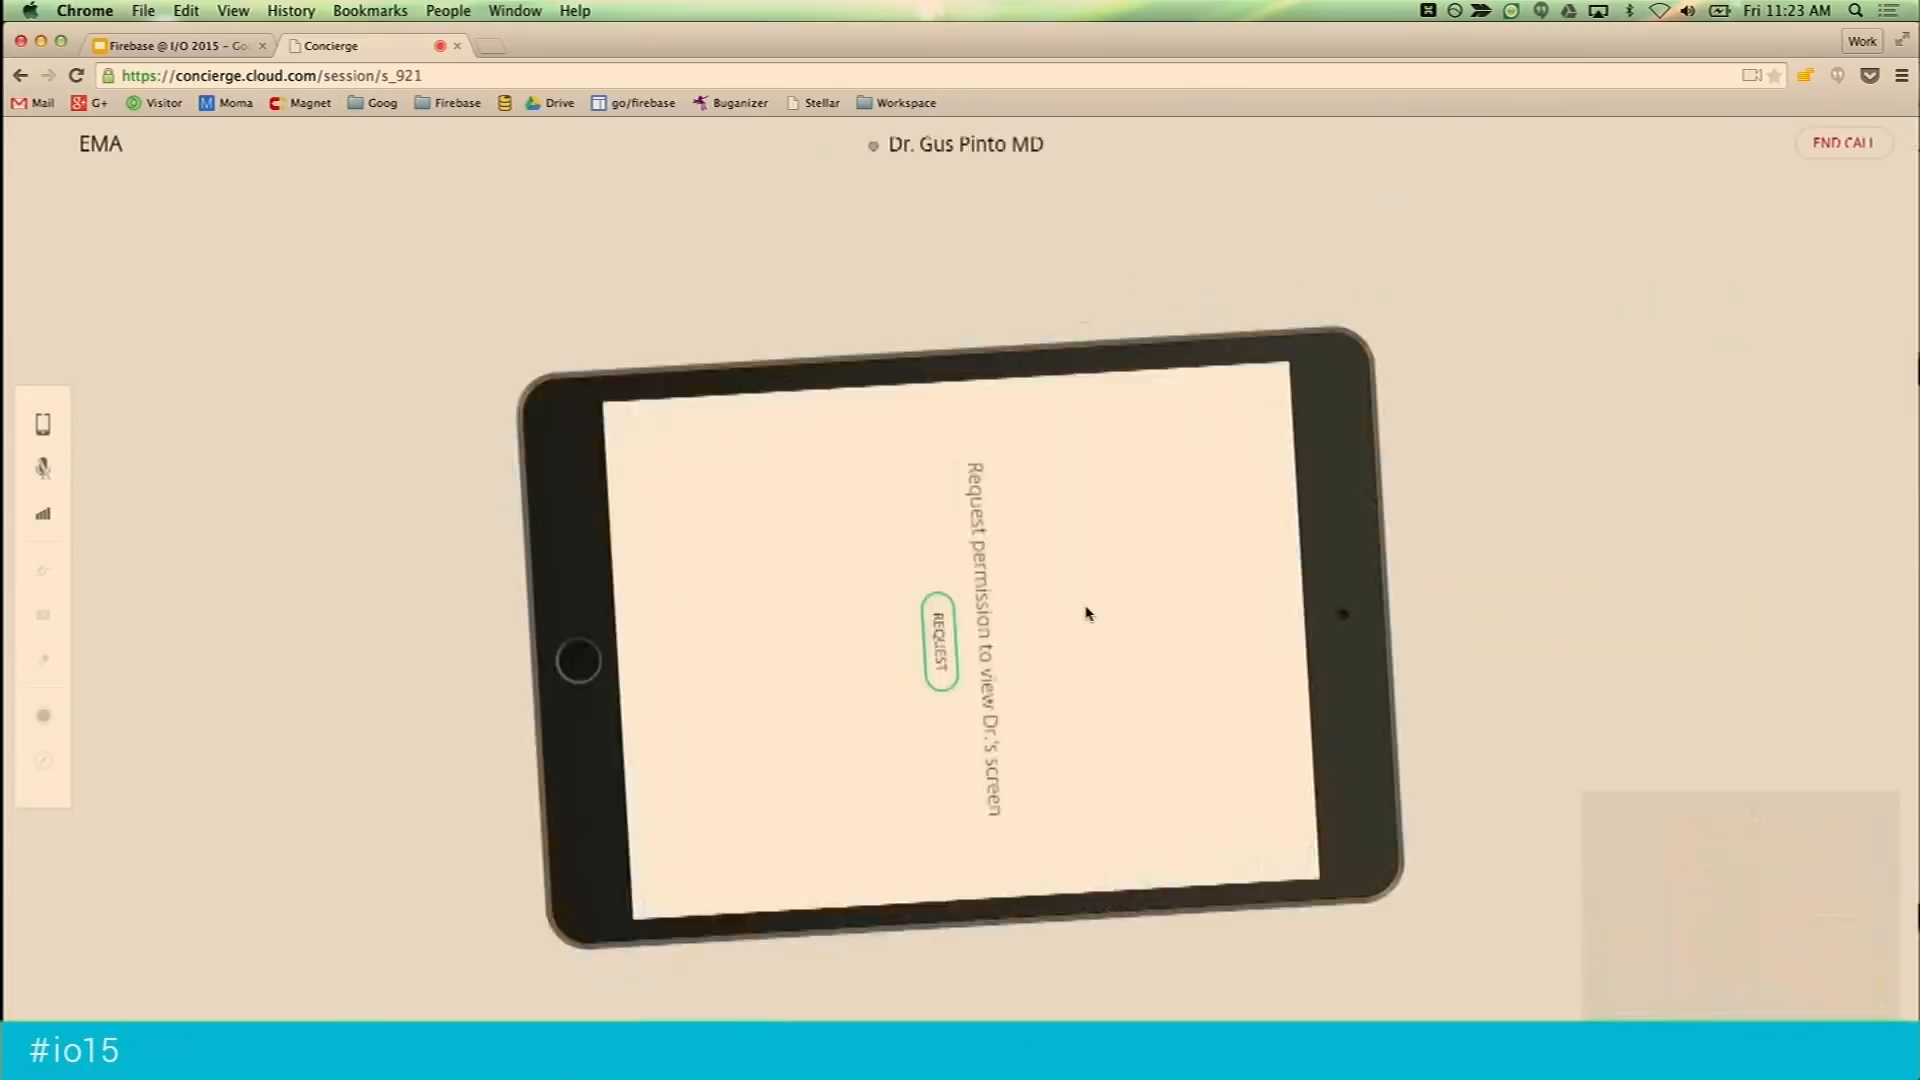 Chrome File Edit View History Bookmarks People Window Help Fri 11:23 AM
Firebase @ I/O 2015 – Go Concierge Work
https://concierge.cloud.com/session/s_921
Mail G+ Visitor Moma Magnet Goog Firebase Drive go/firebase Buganizer Stellar Workspace
EMA Dr. Gus Pinto MD END CALL
Request permission to view Dr.'s screen
REQUEST
#io15